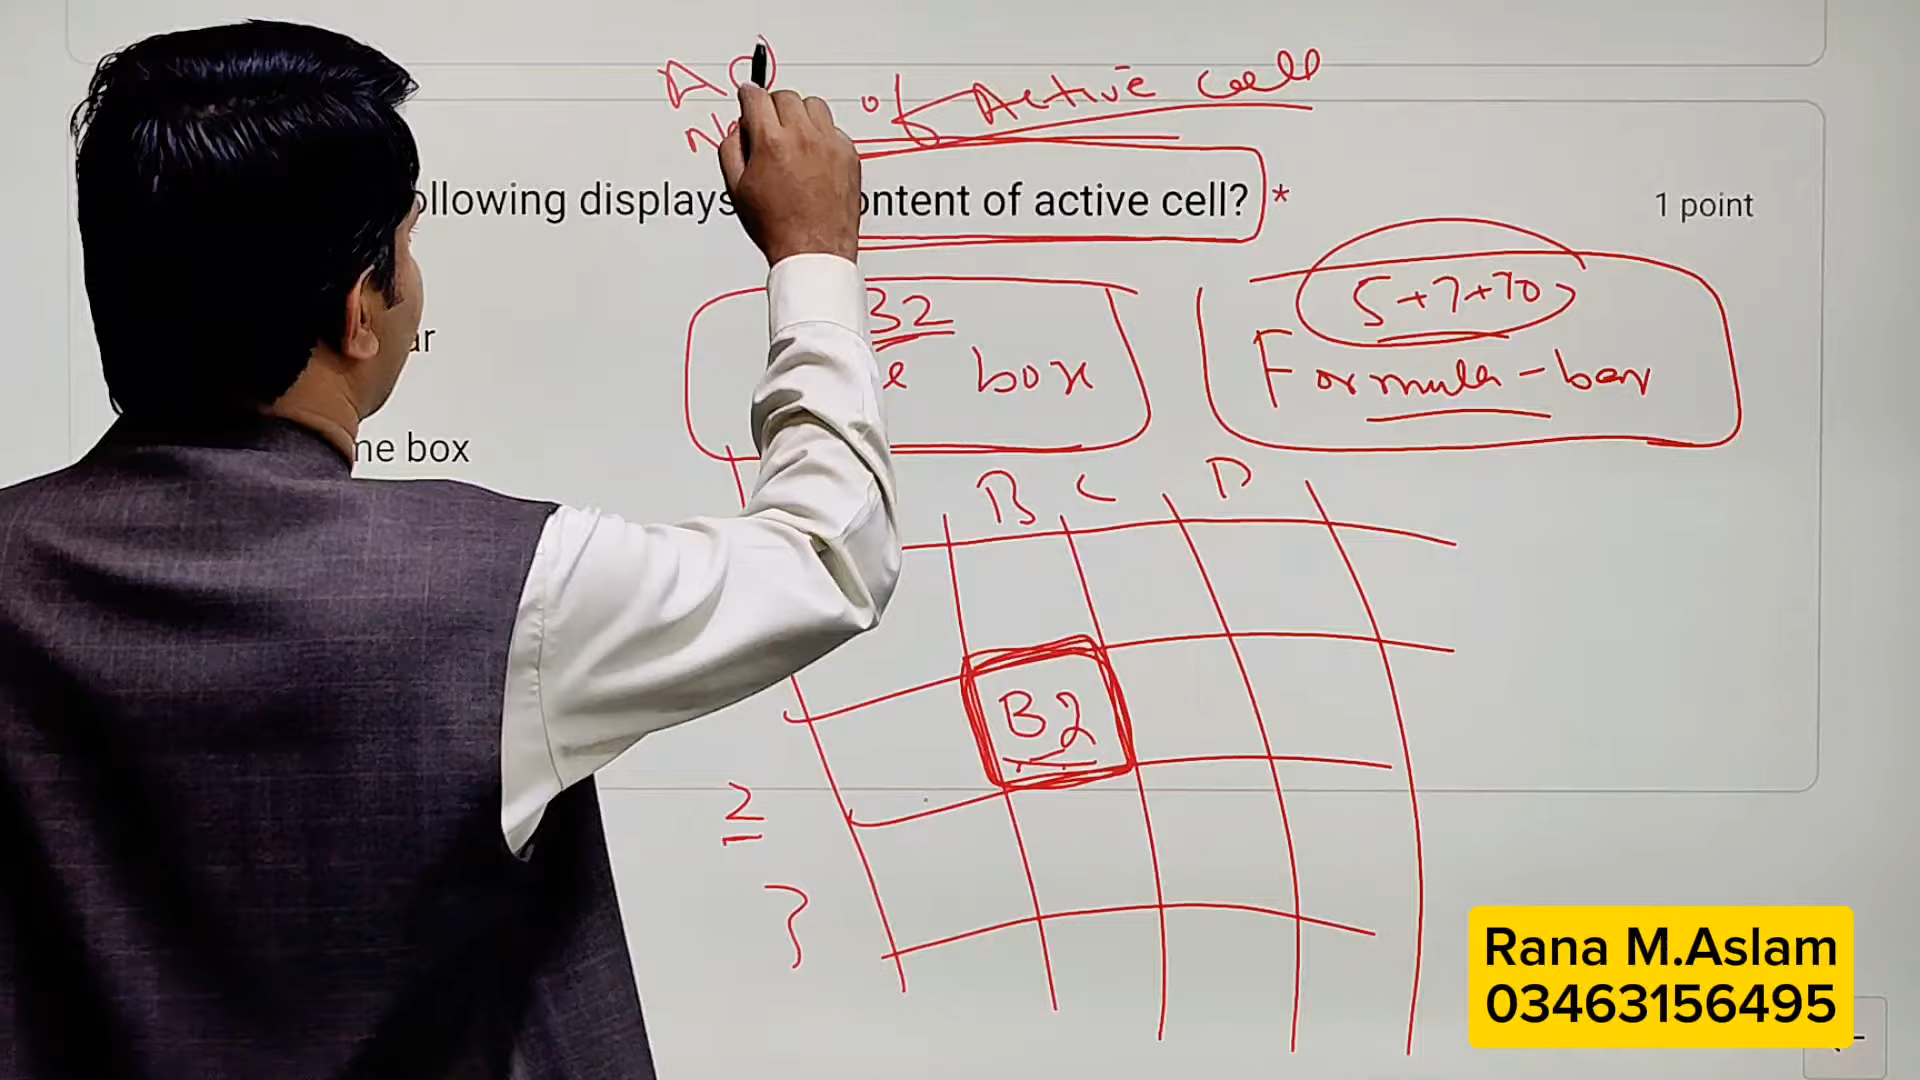 of Active Cell
ollowing displays ontent of active cell? *
1 point
B2
5+7+70
box
Formula-bar
ar
ne box
B C D
B2
2
3
Rana M.Aslam
03463156495